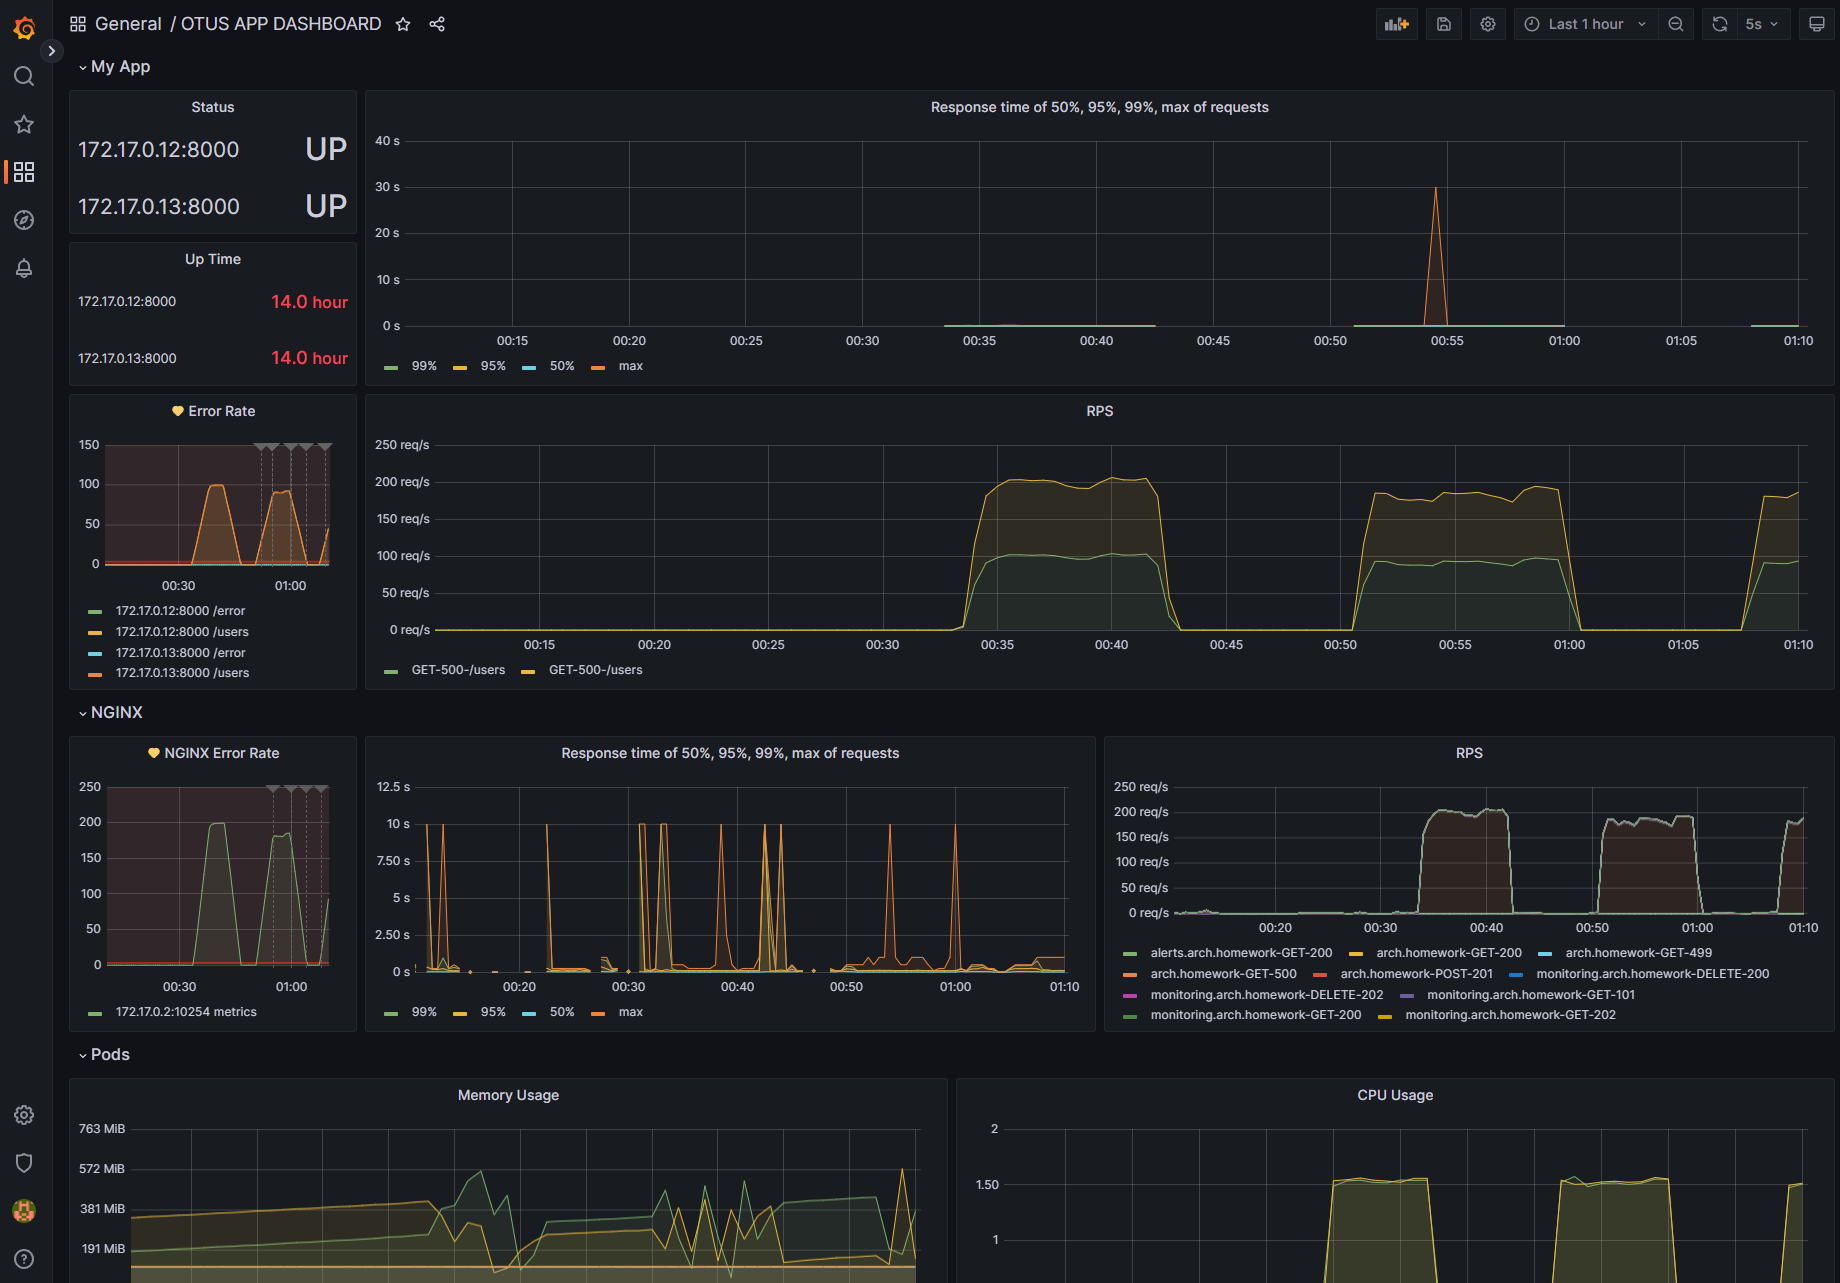 General / OTUS APP DASHBOARD
Last 1 hour
5s
My App
Status
172.17.0.12:8000 UP
172.17.0.13:8000 UP
Up Time
172.17.0.12:8000 14.0 hour
172.17.0.13:8000 14.0 hour
Response time of 50%, 95%, 99%, max of requests
40 s
30 s
20 s
10 s
0 s
00:15 00:20 00:25 00:30 00:35 00:40 00:45 00:50 00:55 01:00 01:05 01:10
99% 95% 50% max
Error Rate
150
100
50
0
00:30 01:00
172.17.0.12:8000 /error
172.17.0.12:8000 /users
172.17.0.13:8000 /error
172.17.0.13:8000 /users
RPS
250 req/s
200 req/s
150 req/s
100 req/s
50 req/s
0 req/s
00:15 00:20 00:25 00:30 00:35 00:40 00:45 00:50 00:55 01:00 01:05 01:10
GET-500-/users GET-500-/users
NGINX
NGINX Error Rate
250
200
150
100
50
0
00:30 01:00
172.17.0.2:10254 metrics
Response time of 50%, 95%, 99%, max of requests
12.5 s
10 s
7.50 s
5 s
2.50 s
0 s
00:20 00:30 00:40 00:50 01:00 01:10
99% 95% 50% max
RPS
250 req/s
200 req/s
150 req/s
100 req/s
50 req/s
0 req/s
00:20 00:30 00:40 00:50 01:00 01:10
alerts.arch.homework-GET-200 arch.homework-GET-200 arch.homework-GET-499
arch.homework-GET-500 arch.homework-POST-201 monitoring.arch.homework-DELETE-200
monitoring.arch.homework-DELETE-202 monitoring.arch.homework-GET-101
monitoring.arch.homework-GET-200 monitoring.arch.homework-GET-202
Pods
Memory Usage
763 MiB
572 MiB
381 MiB
191 MiB
CPU Usage
2
1.50
1